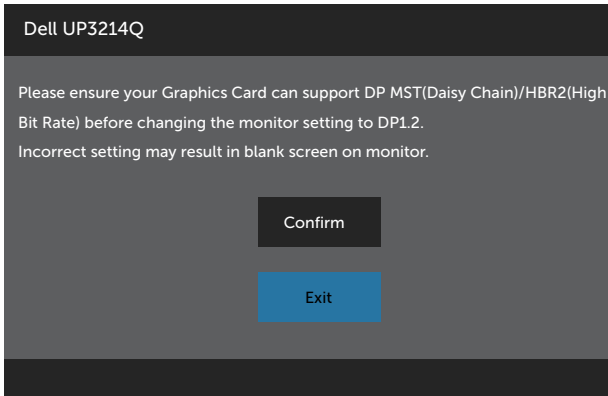 Dell UP3214Q
Please ensure your Graphics Card can support DP MST(Daisy Chain)/HBR2(High
Bit Rate) before changing the monitor setting to DP1.2.
Incorrect setting may result in blank screen on monitor.
Confirm
Exit